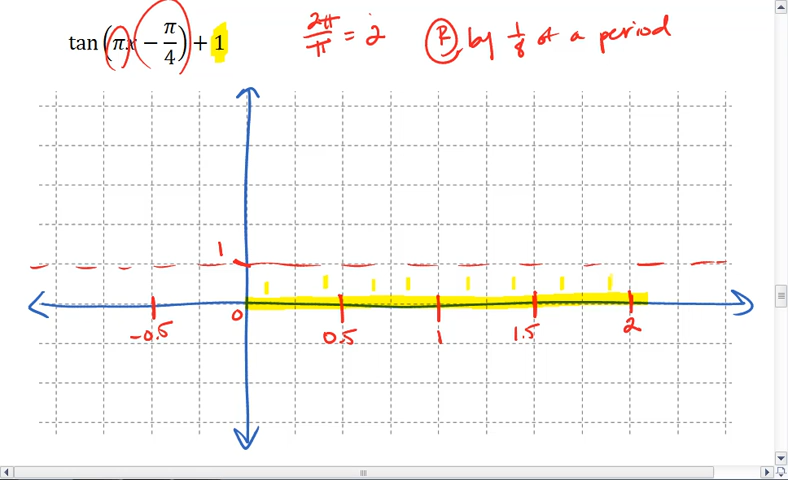 tan(πx − π/4) + 1
2π/π = 2
R by 1/8 of a period
1
-0.5 0 0.5 1 1.5 2